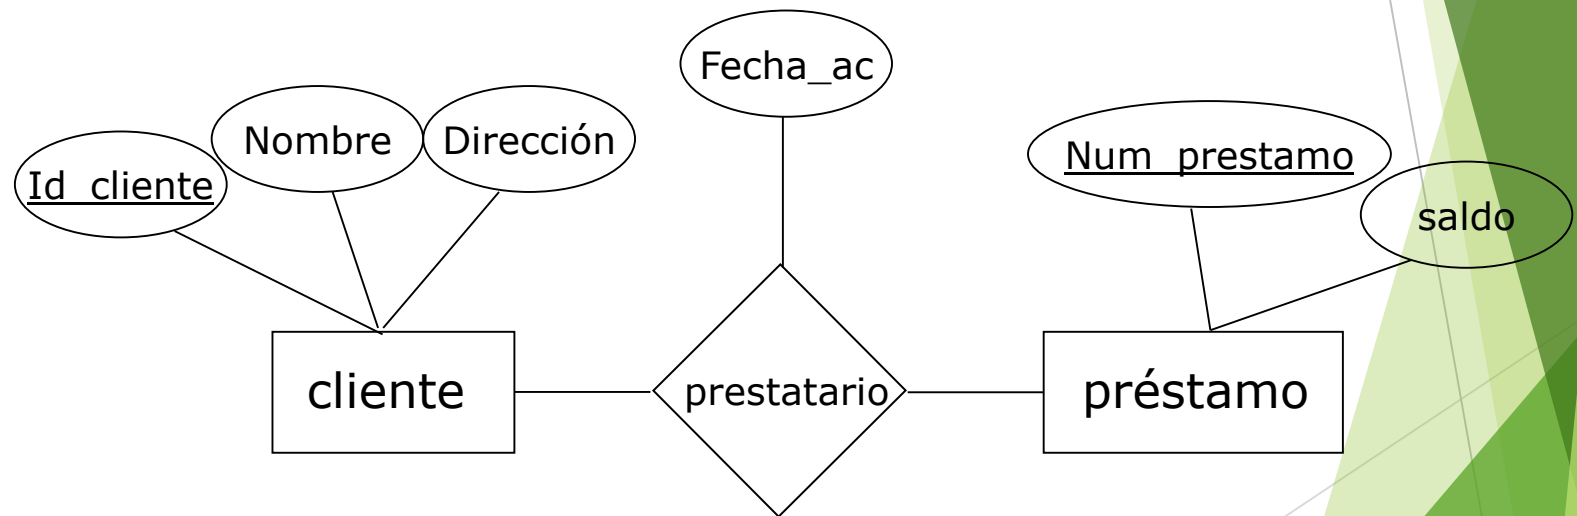 Fecha_ac
Nombre
Dirección
Id_cliente
Num_prestamo
saldo
cliente
prestatario
préstamo